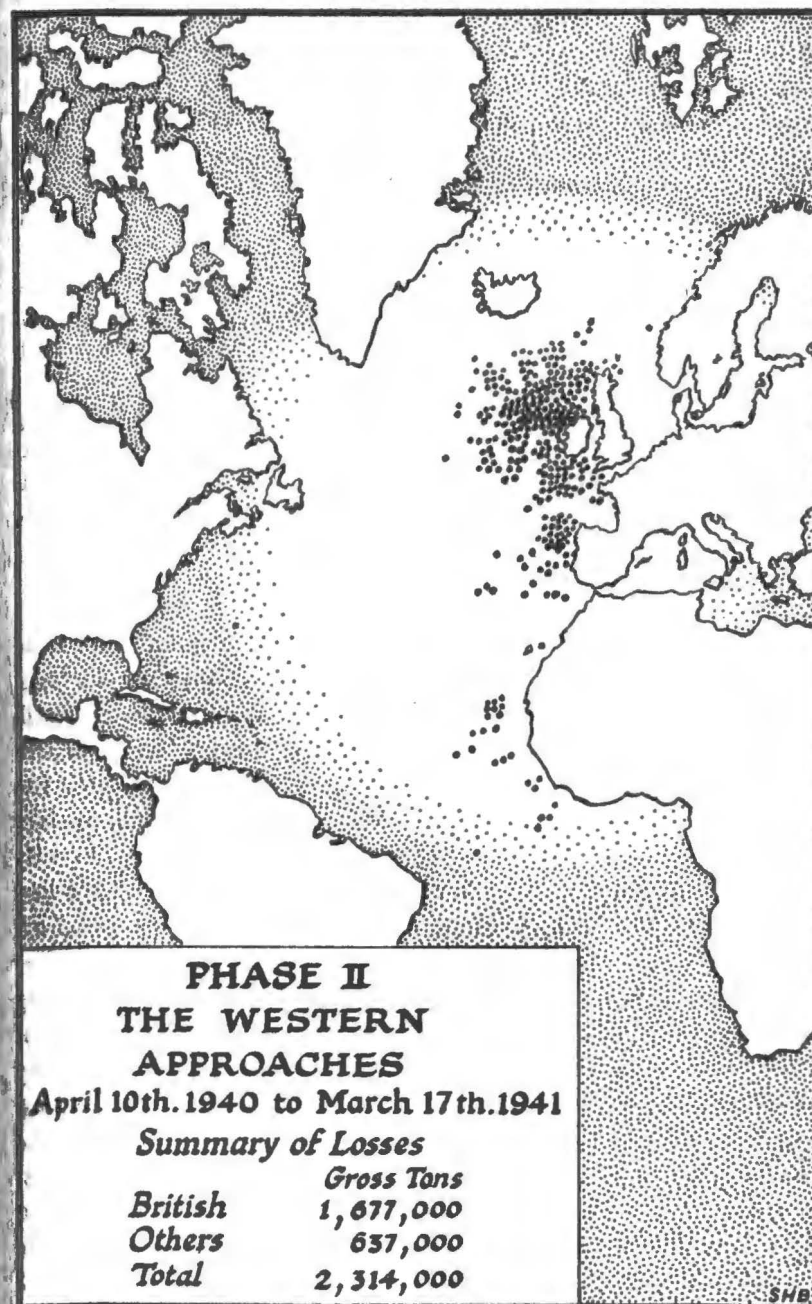 PHASE II
THE WESTERN
APPROACHES
April 10th. 1940 to March 17th. 1941
Summary of Losses
Gross Tons
British 1,677,000
Others 637,000
Total 2,314,000